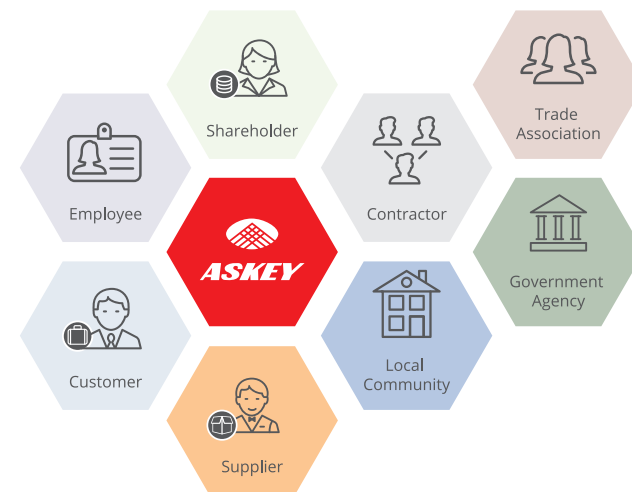 Shareholder
Trade
Association
Employee
Contractor
ASKEY
Government
Agency
Customer
Local
Community
Supplier